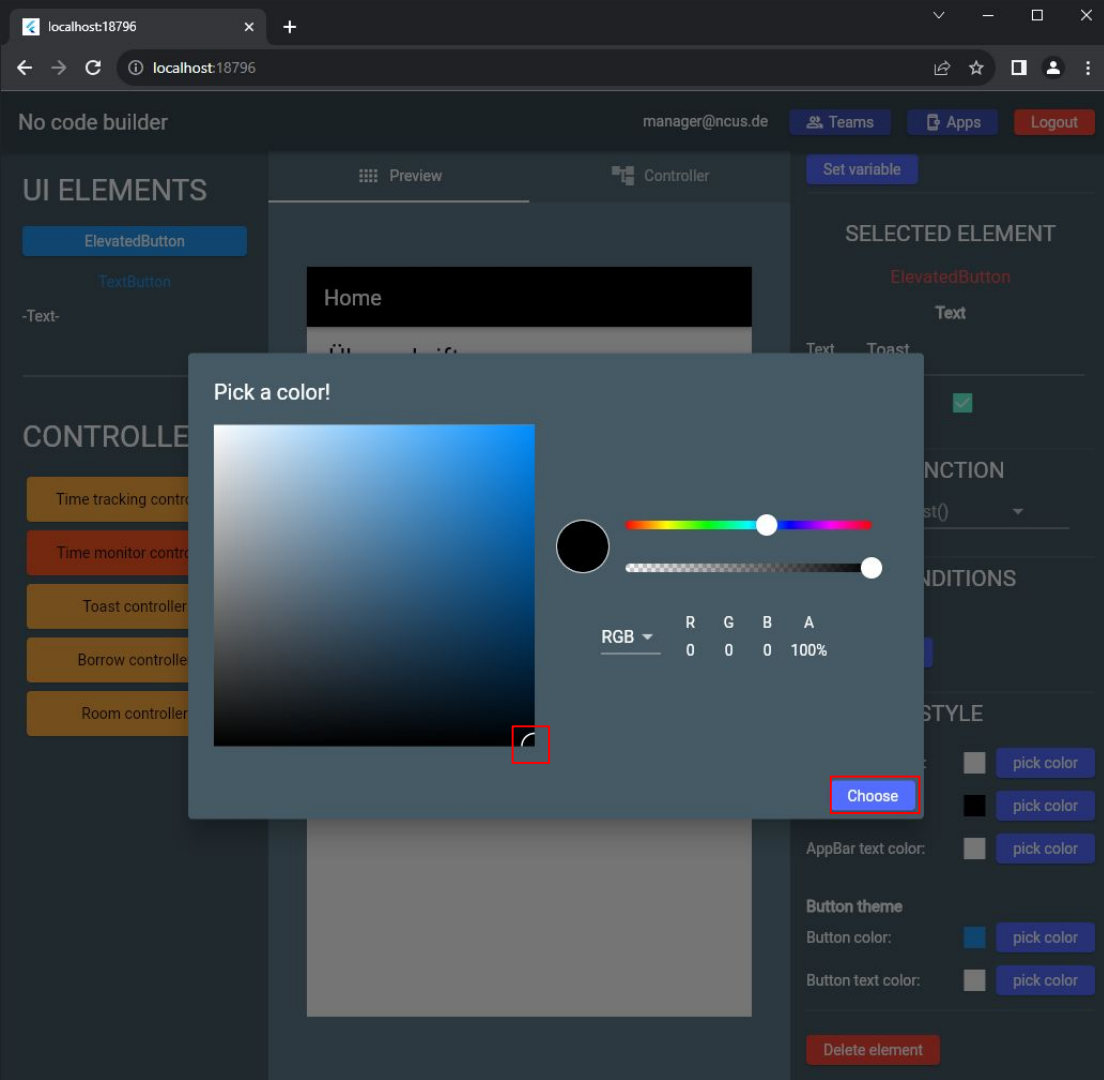 localhost:18796
localhost:18796
No code builder
manager@ncus.de
Teams
Apps
Logout
UI ELEMENTS
ElevatedButton
TextButton
-Text-
Preview
Controller
Set variable
SELECTED ELEMENT
ElevatedButton
Text
Text Toast
Home
Pick a color!
RGB
R G B A
0 0 0 100%
Choose
CONTROLLE
Time tracking contro
Time monitor contro
Toast controller
Borrow controlle
Room controller
NCTION
st()
NDITIONS
STYLE
: pick color
pick color
AppBar text color: pick color
Button theme
Button color: pick color
Button text color: pick color
Delete element